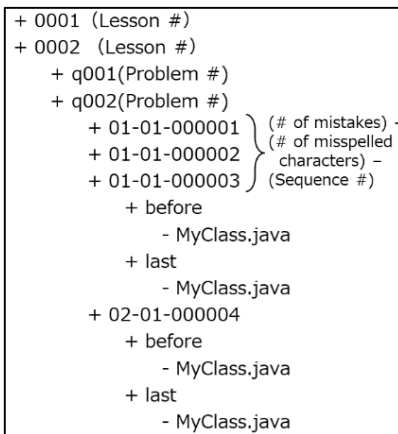 + 0001 (Lesson #)
+ 0002 (Lesson #)
+ q001(Problem #)
+ q002(Problem #)
+ 01-01-000001 (# of mistakes) -
+ 01-01-000002 (# of misspelled characters) –
+ 01-01-000003 (Sequence #)
+ before
- MyClass.java
+ last
- MyClass.java
+ 02-01-000004
+ before
- MyClass.java
+ last
- MyClass.java